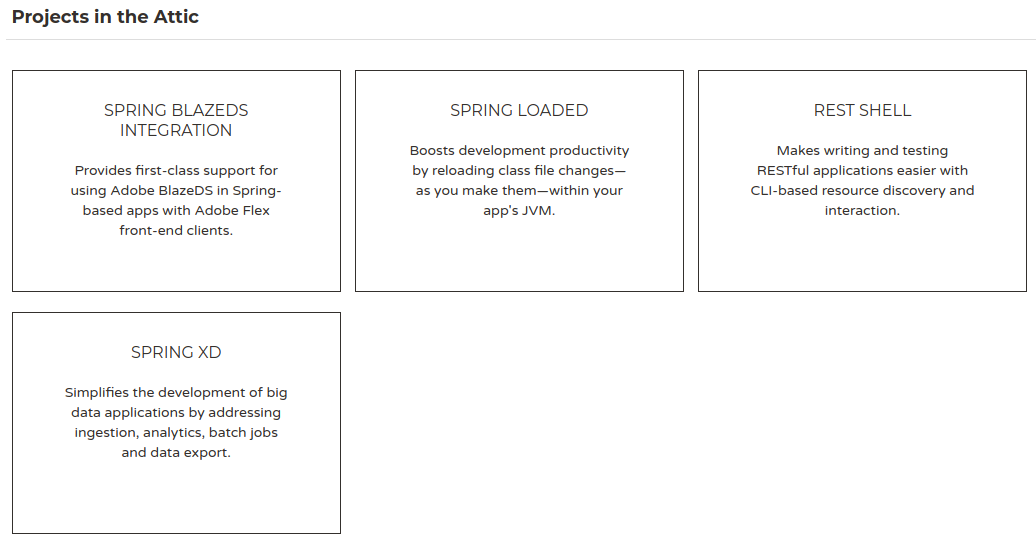 Projects in the Attic
SPRING BLAZEDS
INTEGRATION
Provides first-class support for
using Adobe BlazeDS in Spring-
based apps with Adobe Flex
front-end clients.
SPRING LOADED
Boosts development productivity
by reloading class file changes—
as you make them—within your
app's JVM.
REST SHELL
Makes writing and testing
RESTful applications easier with
CLI-based resource discovery and
interaction.
SPRING XD
Simplifies the development of big
data applications by addressing
ingestion, analytics, batch jobs
and data export.